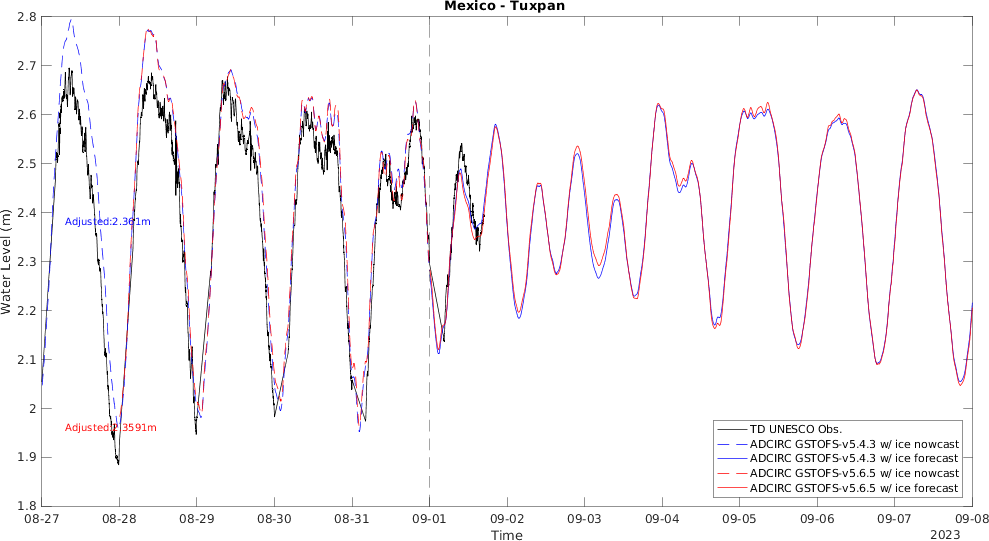 Mexico - Tuxpan
2.8
2.7
2.6
2.5
2.4
2.3
2.2
2.1
2
1.9
1.8
Water Level (m)
Adjusted:2.361m
Adjusted:2.3591m
TD UNESCO Obs.
ADCIRC GSTOFS-v5.4.3 w/ ice nowcast
ADCIRC GSTOFS-v5.4.3 w/ ice forecast
ADCIRC GSTOFS-v5.6.5 w/ ice nowcast
ADCIRC GSTOFS-v5.6.5 w/ ice forecast
08-27 08-28 08-29 08-30 08-31 09-01 09-02 09-03 09-04 09-05 09-06 09-07 09-08
Time
2023